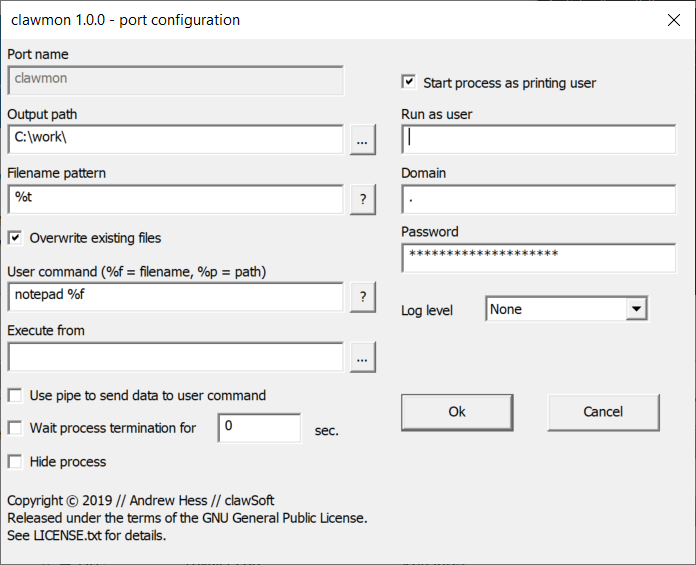 clawmon 1.0.0 - port configuration
Port name
clawmon
Output path
C:\work\
...
Filename pattern
%t
?
Overwrite existing files
User command (%f = filename, %p = path)
notepad %f
?
Execute from
...
Use pipe to send data to user command
Wait process termination for
0
sec.
Hide process
Start process as printing user
Run as user
Domain
.
Password
********************
Log level
None
Ok
Cancel
Copyright © 2019 // Andrew Hess // clawSoft
Released under the terms of the GNU General Public License.
See LICENSE.txt for details.